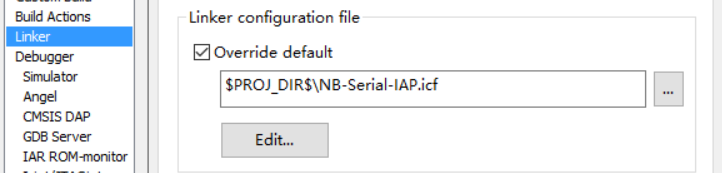 Build Actions
Linker
Debugger
Simulator
Angel
CMSIS DAP
GDB Server
IAR ROM-monitor
Linker configuration file
Override default
$PROJ_DIR$\NB-Serial-IAP.icf
...
Edit...